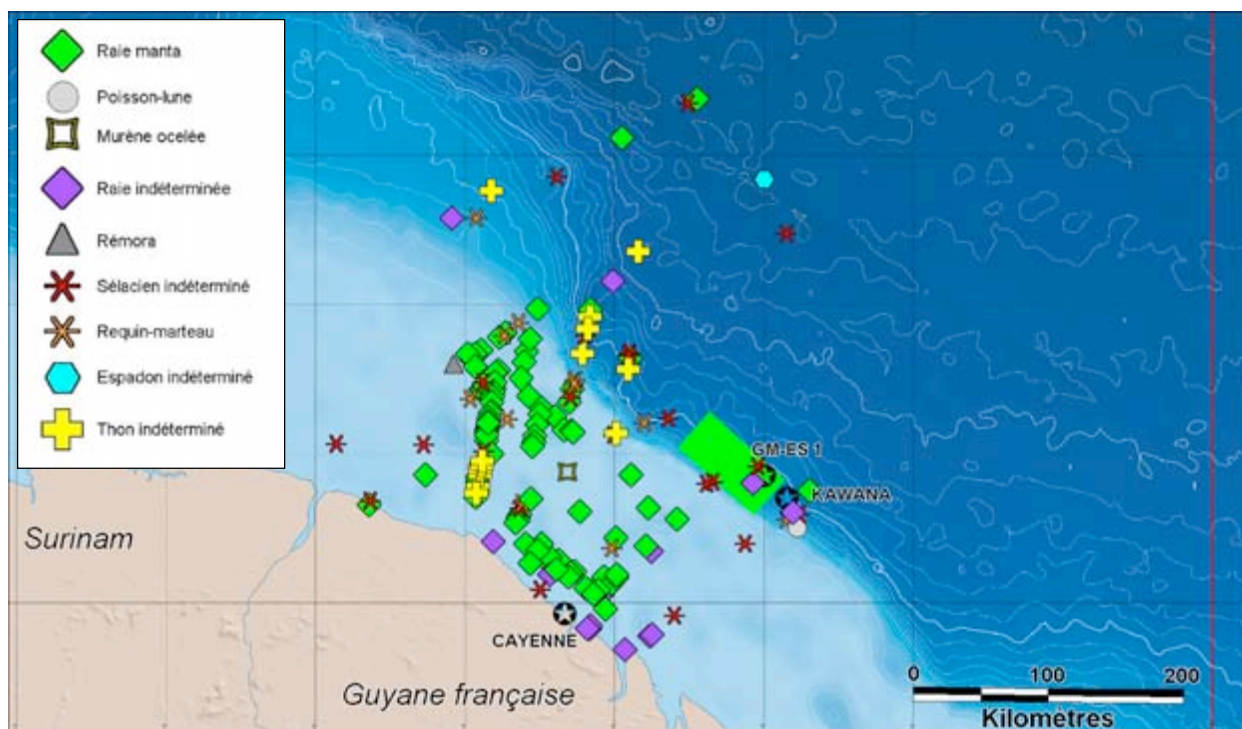 Raie manta
Poisson-lune
Murène ocelée
Raie indéterminée
Rémora
Sélacien indéterminé
Requin-marteau
Espadon indéterminé
Thon indéterminé
GM-ES 1
KAWANA
Surinam
CAYENNE
Guyane française
0 100 200
Kilomètres